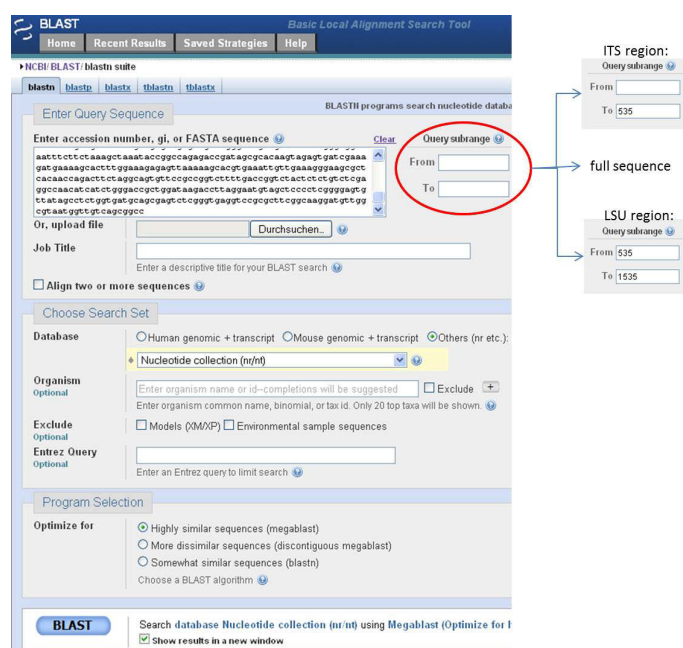 BLAST
Basic Local Alignment Search Tool
Home Recent Results Saved Strategies Help
NCBI/ BLAST/ blastn suite
blastn blastp blastx tblastn tblastx
Enter Query Sequence
BLASTN programs search nucleotide databa
Enter accession number, gi, or FASTA sequence
Clear
Query subrange
aatttcttctaaagctaaataccggccagagaccgatagcgcacaagtagagtgatcgaaa
gatgaaaagcactttggaaagagagttaaaaagcacgtgaaattgttgaaagggaagcgct
cacaaccagacttctaggcagtgttccgccggtcttttgaccggtctactcttctgtctcga
ggccaacatcatctgggaccgctggataagaccttaggaatgtagctcccctcggggagtg
ttatagcctctggtgatgcagcgagtctcgggtgaggtccgcgcttcggcaaggatgttgg
cgtaatggttgtcagcggcc
From
To
Or, upload file
Durchsuchen...
Job Title
Enter a descriptive title for your BLAST search
Align two or more sequences
Choose Search Set
Database
Human genomic + transcript Mouse genomic + transcript Others (nr etc.):
Nucleotide collection (nr/nt)
Organism
Optional
Enter organism name or id--completions will be suggested
Exclude +
Enter organism common name, binomial, or tax id. Only 20 top taxa will be shown.
Exclude
Optional
Models (XM/XP) Environmental sample sequences
Entrez Query
Optional
Enter an Entrez query to limit search
Program Selection
Optimize for
Highly similar sequences (megablast)
More dissimilar sequences (discontiguous megablast)
Somewhat similar sequences (blastn)
Choose a BLAST algorithm
BLAST
Search database Nucleotide collection (nr/nt) using Megablast (Optimize for h
Show results in a new window
ITS region:
Query subrange
From
To 535
full sequence
LSU region:
Query subrange
From 535
To 1535